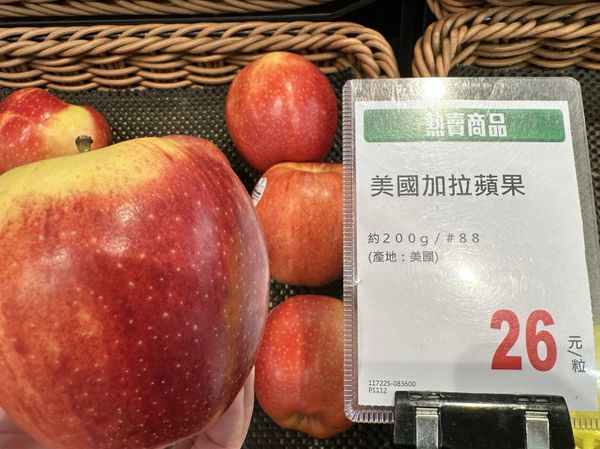 熱賣商品
美國加拉蘋果
約200g/#88
(產地：美國)
26
元/粒
117225-083600
P1112